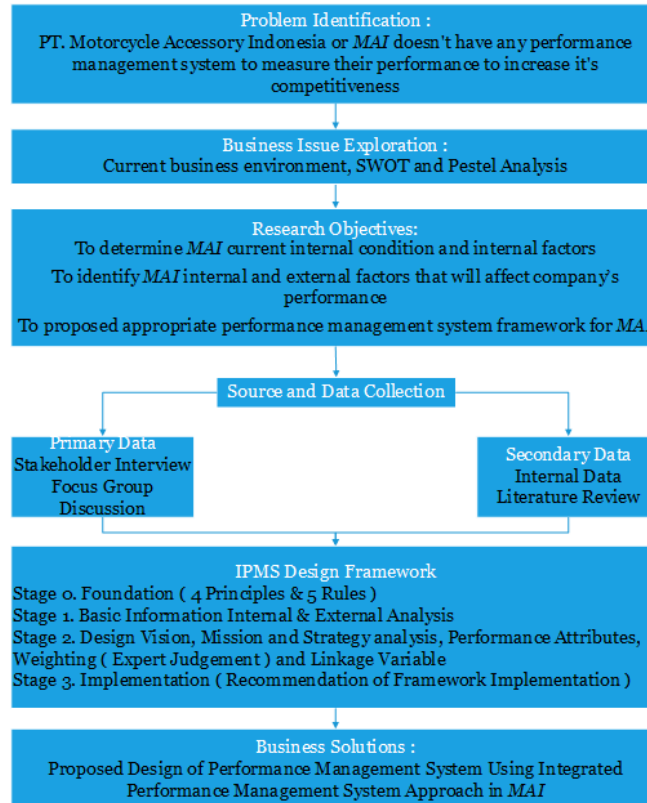 Problem Identification :
PT. Motorcycle Accessory Indonesia or MAI doesn't have any performance
management system to measure their performance to increase it's
competitiveness
Business Issue Exploration :
Current business environment, SWOT and Pestel Analysis
Research Objectives:
To determine MAI current internal condition and internal factors
To identify MAI internal and external factors that will affect company's
performance
To proposed appropriate performance management system framework for MAI
Source and Data Collection
Primary Data
Stakeholder Interview
Focus Group
Discussion
Secondary Data
Internal Data
Literature Review
IPMS Design Framework
Stage 0. Foundation ( 4 Principles & 5 Rules )
Stage 1. Basic Information Internal & External Analysis
Stage 2. Design Vision, Mission and Strategy analysis, Performance Attributes,
Weighting ( Expert Judgement ) and Linkage Variable
Stage 3. Implementation ( Recommendation of Framework Implementation )
Business Solutions :
Proposed Design of Performance Management System Using Integrated
Performance Management System Approach in MAI